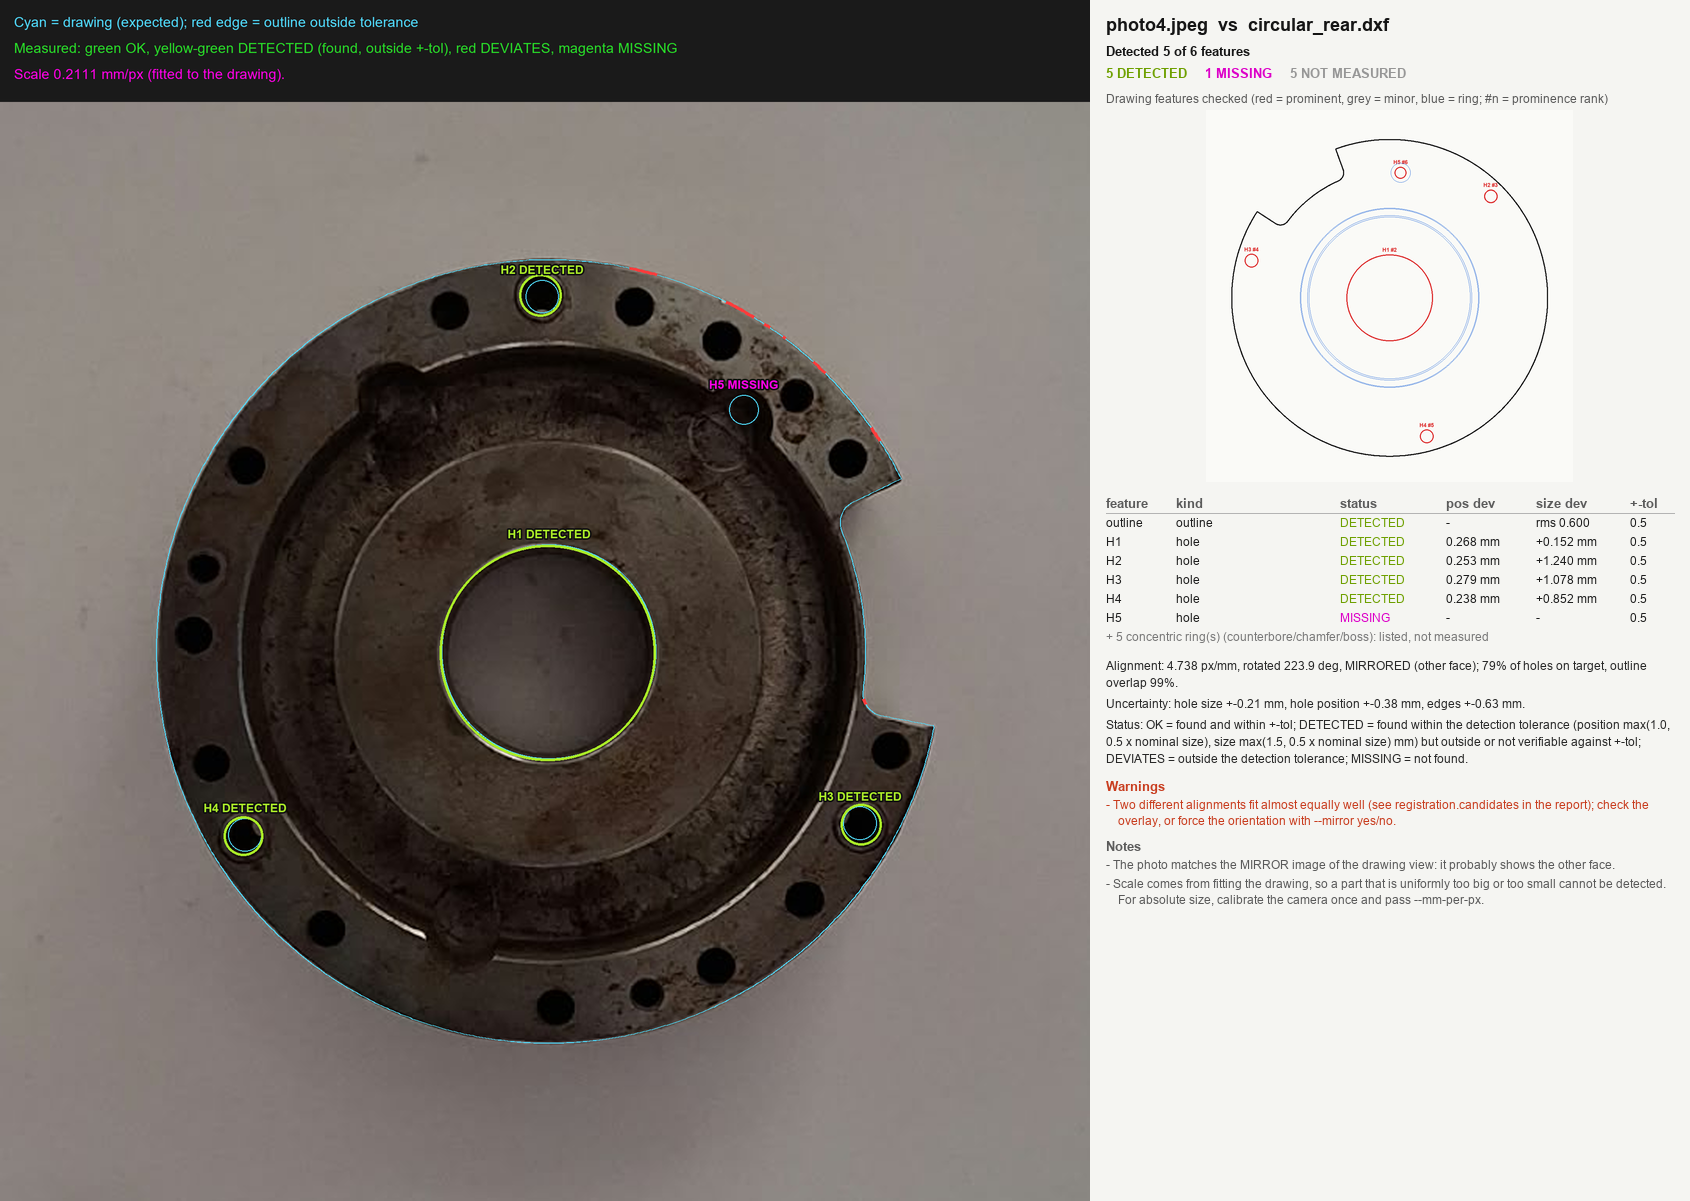 Cyan = drawing (expected); red edge = outline outside tolerance
Measured: green OK, yellow-green DETECTED (found, outside +-tol), red DEVIATES, magenta MISSING
Scale 0.2111 mm/px (fitted to the drawing).
H2 DETECTED
H5 MISSING
H1 DETECTED
H4 DETECTED
H3 DETECTED
photo4.jpeg vs circular_rear.dxf
Detected 5 of 6 features
5 DETECTED 1 MISSING 5 NOT MEASURED
Drawing features checked (red = prominent, grey = minor, blue = ring; #n = prominence rank)
H5 #6
H2 #3
H3 #4
H1 #2
H4 #5
feature kind status pos dev size dev +-tol
outline outline DETECTED - rms 0.600 0.5
H1 hole DETECTED 0.268 mm +0.152 mm 0.5
H2 hole DETECTED 0.253 mm +1.240 mm 0.5
H3 hole DETECTED 0.279 mm +1.078 mm 0.5
H4 hole DETECTED 0.238 mm +0.852 mm 0.5
H5 hole MISSING - - 0.5
+ 5 concentric ring(s) (counterbore/chamfer/boss): listed, not measured
Alignment: 4.738 px/mm, rotated 223.9 deg, MIRRORED (other face); 79% of holes on target, outline
overlap 99%.
Uncertainty: hole size +-0.21 mm, hole position +-0.38 mm, edges +-0.63 mm.
Status: OK = found and within +-tol; DETECTED = found within the detection tolerance (position max(1.0,
0.5 x nominal size), size max(1.5, 0.5 x nominal size) mm) but outside or not verifiable against +-tol;
DEVIATES = outside the detection tolerance; MISSING = not found.
Warnings
- Two different alignments fit almost equally well (see registration.candidates in the report); check the
overlay, or force the orientation with --mirror yes/no.
Notes
- The photo matches the MIRROR image of the drawing view: it probably shows the other face.
- Scale comes from fitting the drawing, so a part that is uniformly too big or too small cannot be detected.
For absolute size, calibrate the camera once and pass --mm-per-px.